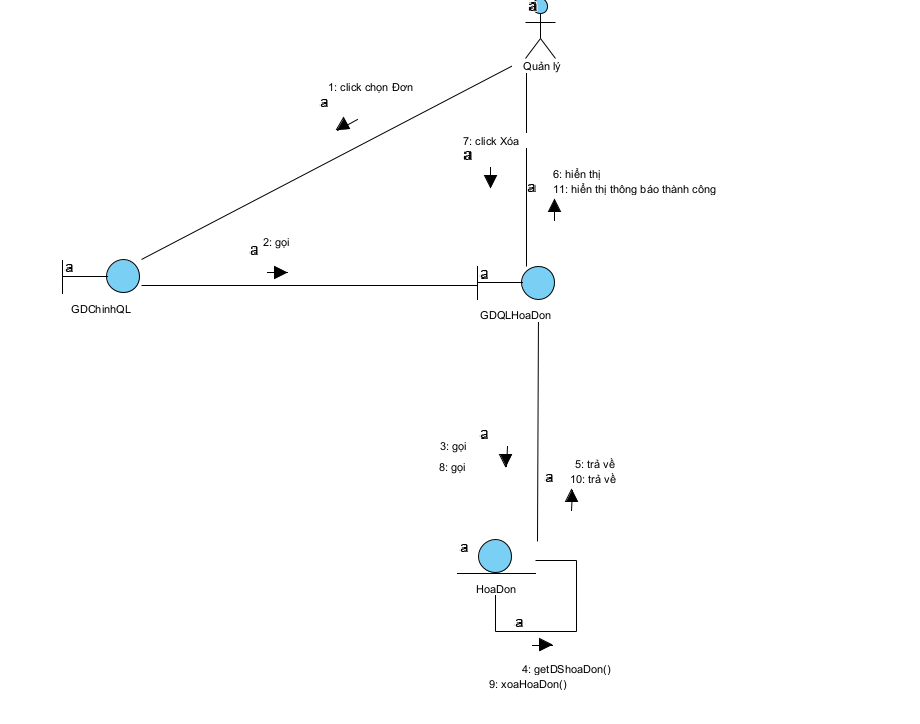 a
Quản lý
1: click chọn Đơn
a
7: click Xóa
a
6: hiển thị
a
11: hiển thị thông báo thành công
2: gọi
a
a
a
GDChinhQL
GDQLHoaDon
a
3: gọi
8: gọi
5: trả về
a
10: trả về
a
HoaDon
a
4: getDShoaDon()
9: xoaHoaDon()